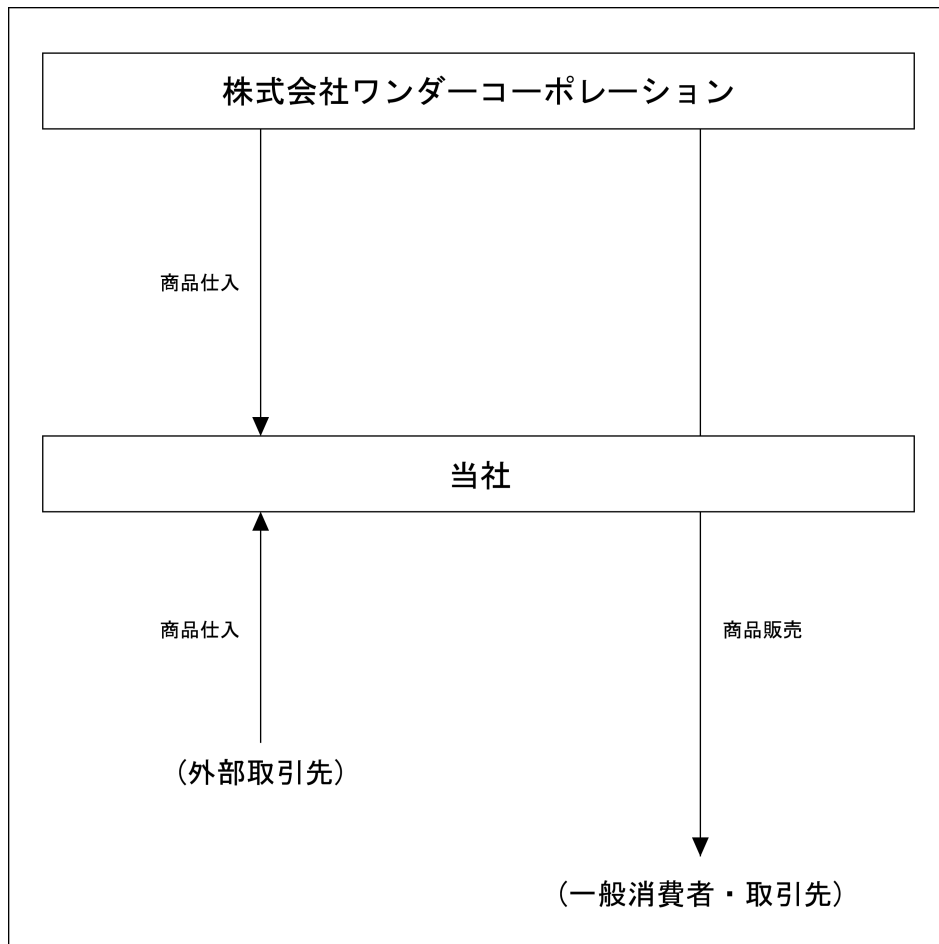 株式会社ワンダーコーポレーション
商品仕入
当社
商品仕入
商品販売
（外部取引先）
（一般消費者・取引先）